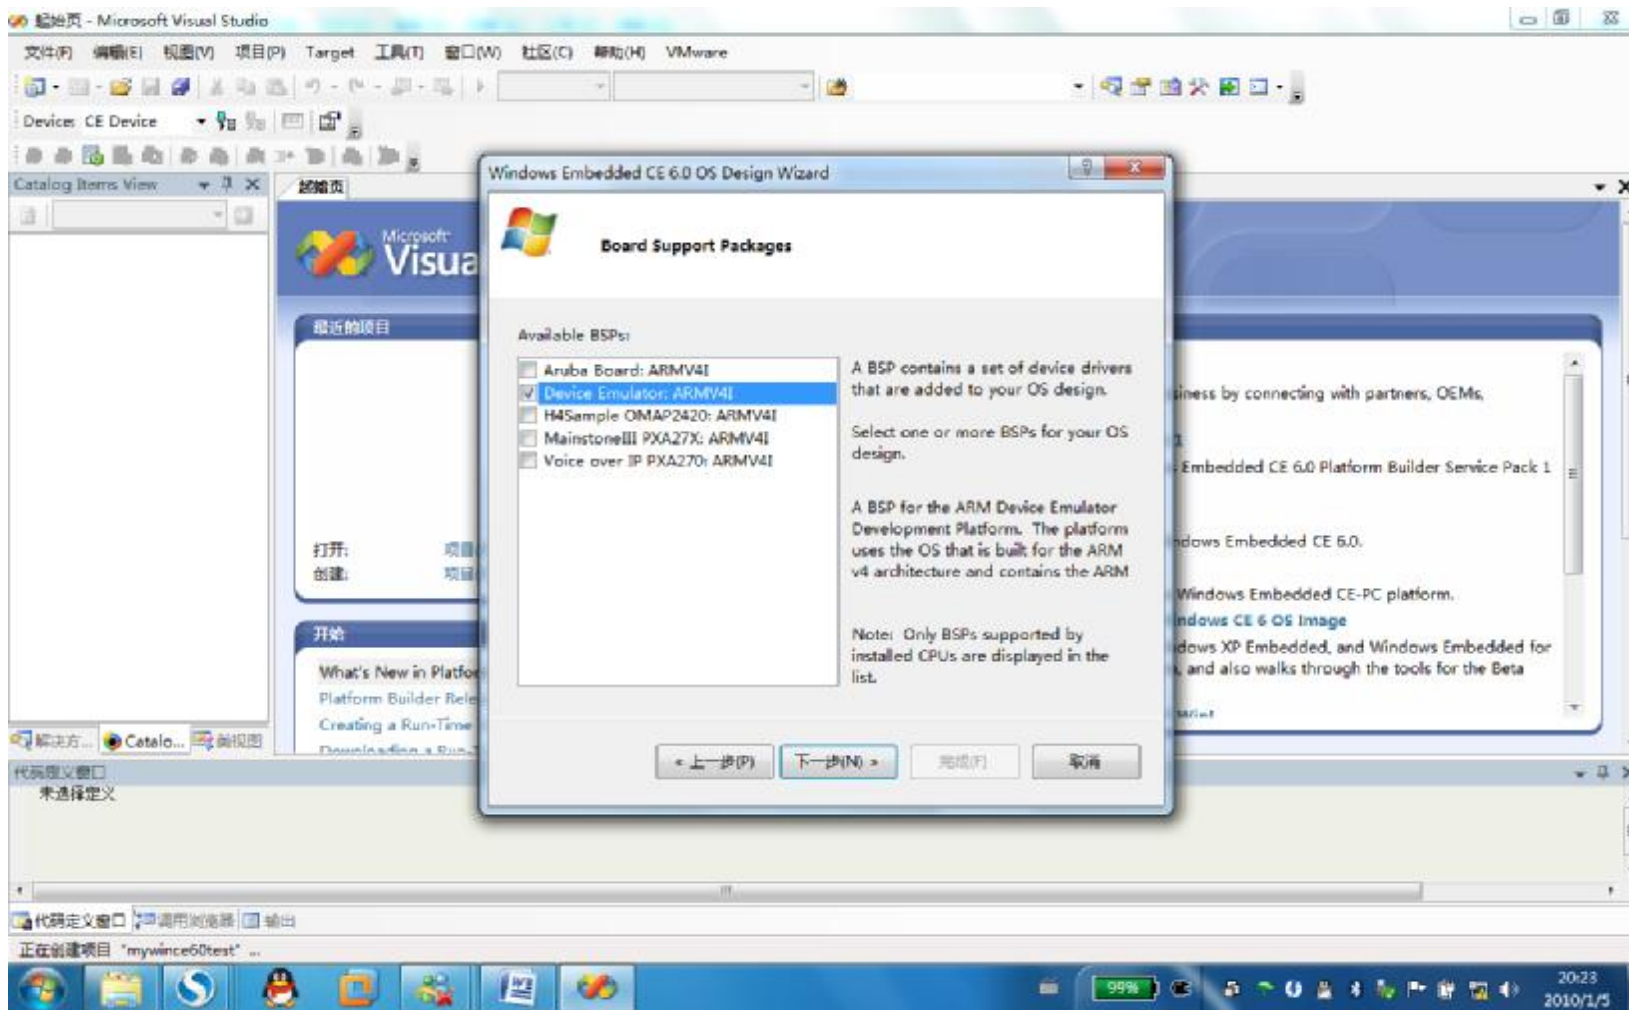 起始页 - Microsoft Visual Studio
文件(F) 编辑(E) 视图(V) 项目(P) Target 工具(T) 窗口(W) 社区(C) 帮助(H) VMware
Device: CE Device
Catalog Items View
起始页
Microsoft
Visua
最近的项目
打开: 项目
创建: 项目
开始
What's New in Platfo
Platform Builder Rele
Creating a Run-Time
Downloading a Run-T
Windows Embedded CE 6.0 OS Design Wizard
Board Support Packages
Available BSPs:
Aruba Board: ARMV4I
Device Emulator: ARMV4I
H4Sample OMAP2420: ARMV4I
MainstoneIII PXA27X: ARMV4I
Voice over IP PXA270: ARMV4I
A BSP contains a set of device drivers
that are added to your OS design.
Select one or more BSPs for your OS
design.
A BSP for the ARM Device Emulator
Development Platform. The platform
uses the OS that is built for the ARM
v4 architecture and contains the ARM
Note: Only BSPs supported by
installed CPUs are displayed in the
list.
< 上一步(P) 下一步(N) > 完成(F) 取消
siness by connecting with partners, OEMs,
1
Embedded CE 6.0 Platform Builder Service Pack 1
ndows Embedded CE 6.0.
Windows Embedded CE-PC platform.
ndows CE 6 OS Image
dows XP Embedded, and Windows Embedded for
, and also walks through the tools for the Beta
解决方... Catalo... 类视图
代码定义窗口
未选择定义
代码定义窗口 调用浏览器 输出
正在创建项目 "mywince60test" ...
99%
20:23
2010/1/5